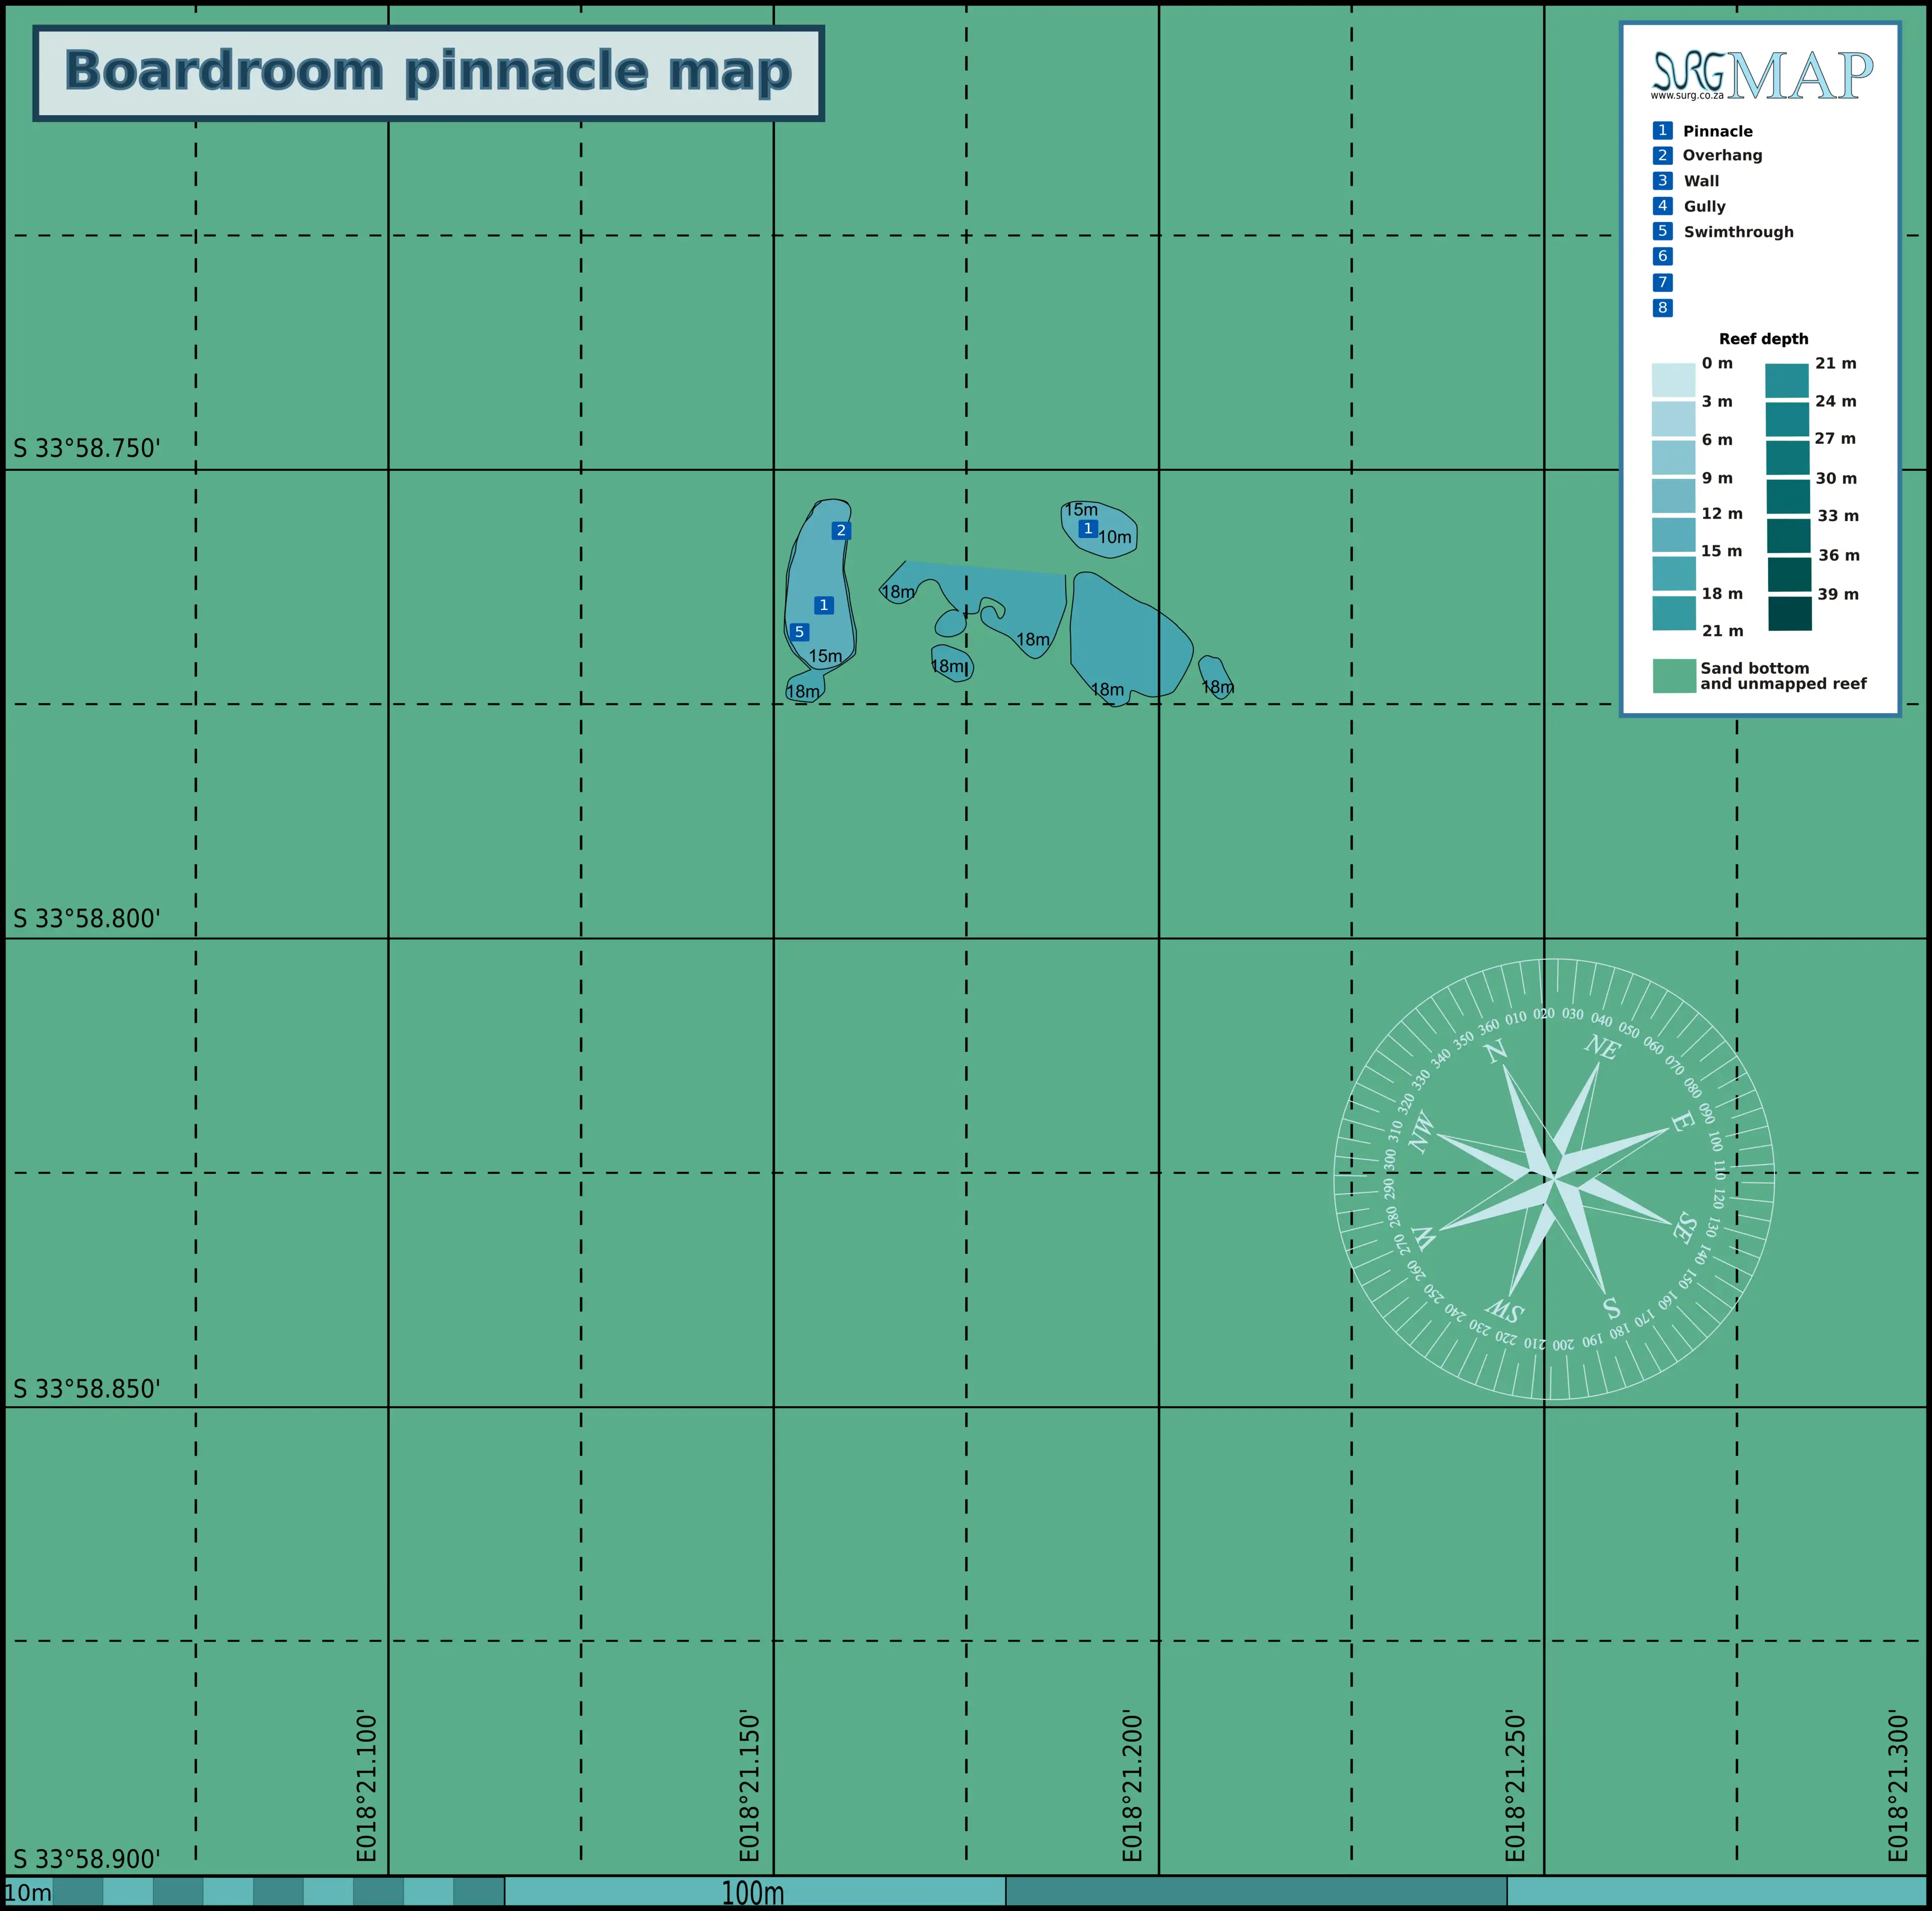 Boardroom pinnacle map
SURG MAP
www.surg.co.za
1 Pinnacle
2 Overhang
3 Wall
4 Gully
5 Swimthrough
6
7
8
Reef depth
0 m 21 m
3 m 24 m
6 m 27 m
9 m 30 m
12 m 33 m
15 m 36 m
18 m 39 m
21 m
Sand bottom
and unmapped reef
S 33°58.750'
15m
2
1
10m
18m
1
5
18m
15m
18m
18m
18m
18m
18m
S 33°58.800'
360 010 020 030 040 050 060 070 080 090 100 110 120 130 140 150 160 170 180 190 200 210 220 230 240 250 260 270 280 290 300 310 320 330 340 350
N NE E SE S SW W NW
S 33°58.850'
E018°21.100'
E018°21.150'
E018°21.200'
E018°21.250'
E018°21.300'
S 33°58.900'
10m 100m